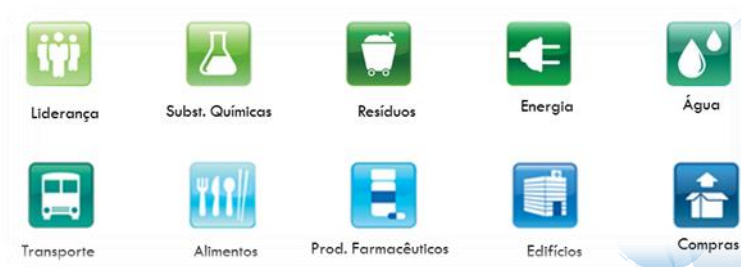 Liderança
Subst. Químicas
Resíduos
Energia
Água
Transporte
Alimentos
Prod. Farmacêuticos
Edifícios
Compras